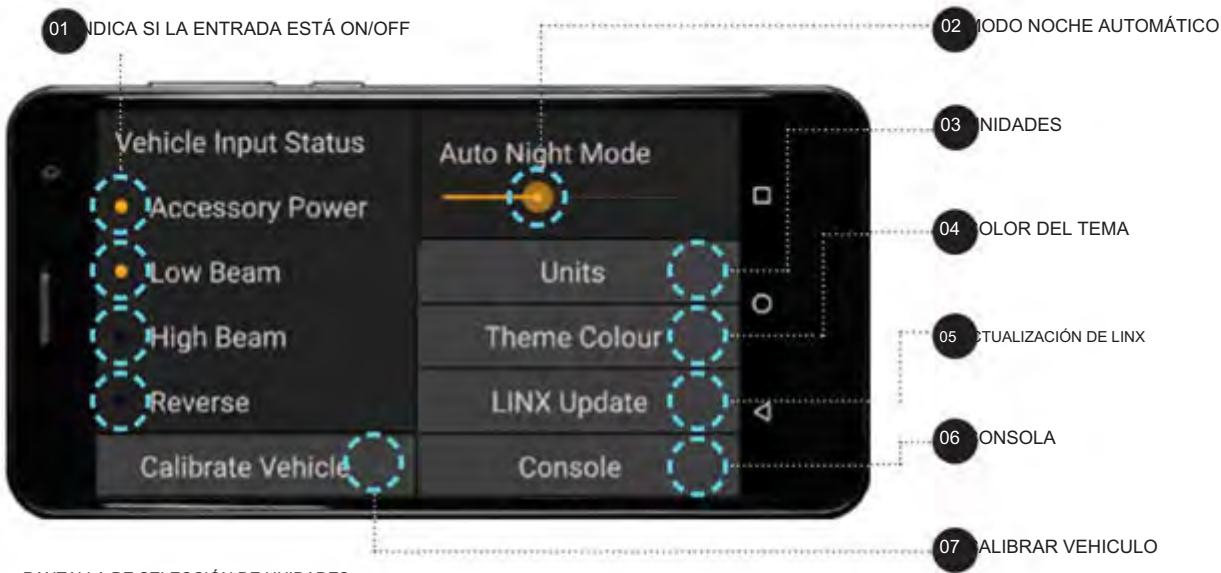 01 NDICA SI LA ENTRADA ESTÁ ON/OFF
02 ODO NOCHE AUTOMÁTICO
03 NIDADES
04 OLOR DEL TEMA
05 CTUALIZACIÓN DE LINX
06 ONSOLA
07 ALIBRAR VEHICULO
Vehicle Input Status
Accessory Power
Low Beam
High Beam
Reverse
Calibrate Vehicle
Auto Night Mode
Units
Theme Colour
LINX Update
Console